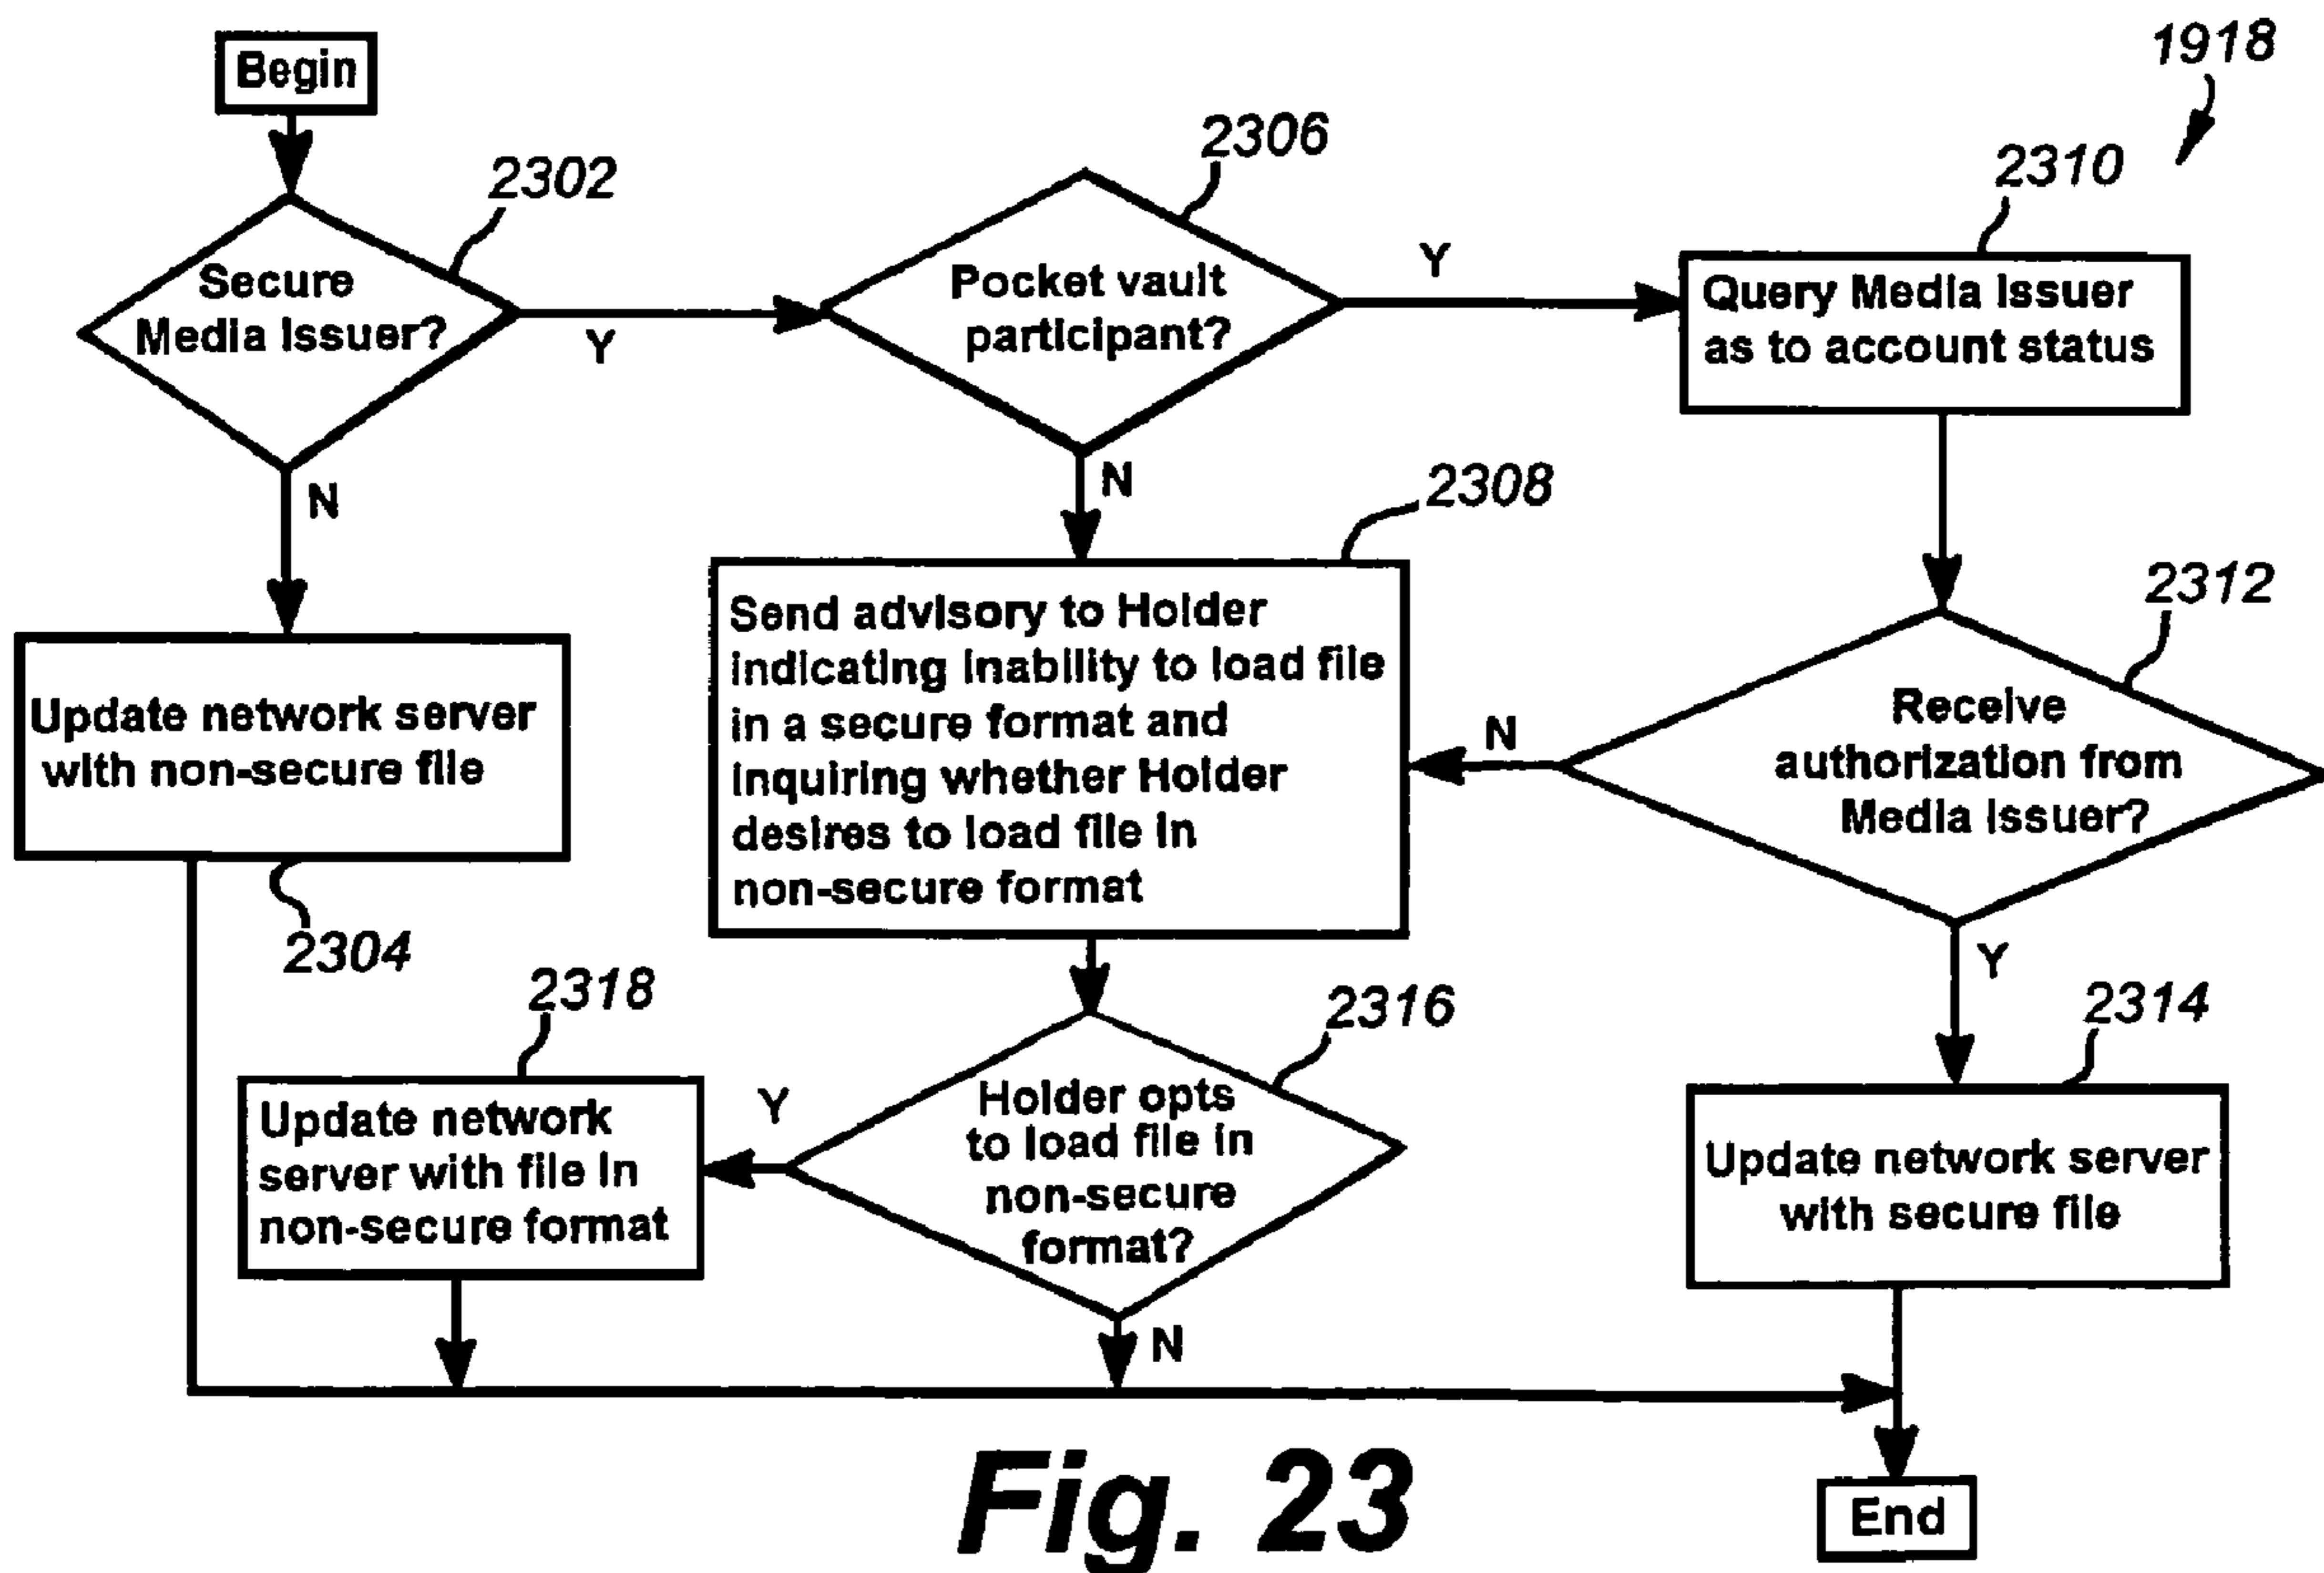 Begin
1918
2302
2306
2310
Secure
Media Issuer?
Y
N
Pocket vault
participant?
Y
N
Query Media Issuer
as to account status
2308
2312
Update network server
with non-secure file
2304
Send advisory to Holder
indicating inability to load file
in a secure format and
inquiring whether Holder
desires to load file in
non-secure format
N
Receive
authorization from
Media Issuer?
Y
2318
2316
2314
Update network
server with file in
non-secure format
Y
Holder opts
to load file in
non-secure
format?
N
Update network server
with secure file
End
Fig. 23